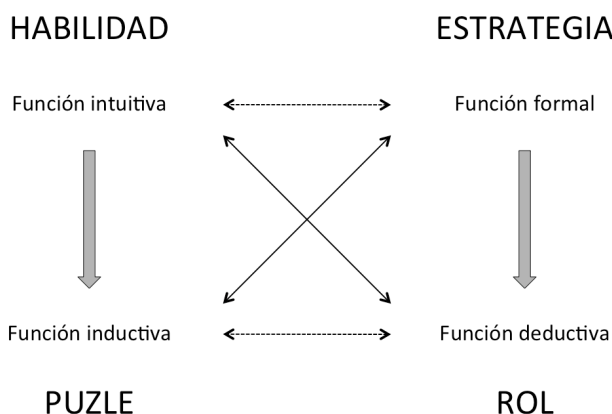 HABILIDAD
ESTRATEGIA
Función intuitiva
Función formal
Función inductiva
Función deductiva
PUZLE
ROL